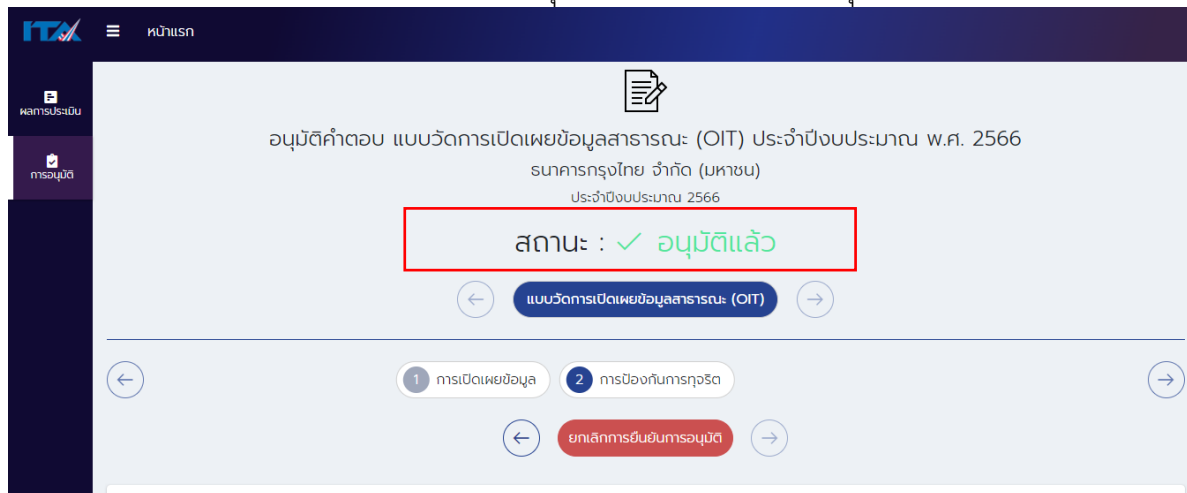 ITA
หน้าแรก
ผลการประเมิน
การอนุมัติ
อนุมัติคำตอบ แบบวัดการเปิดเผยข้อมูลสาธารณะ (OIT) ประจำปีงบประมาณ พ.ศ. 2566
ธนาคารกรุงไทย จำกัด (มหาชน)
ประจำปีงบประมาณ 2566
สถานะ : ✓ อนุมัติแล้ว
← แบบวัดการเปิดเผยข้อมูลสาธารณะ (OIT) →
← 1 การเปิดเผยข้อมูล 2 การป้องกันการทุจริต →
← ยกเลิกการยืนยันการอนุมัติ →